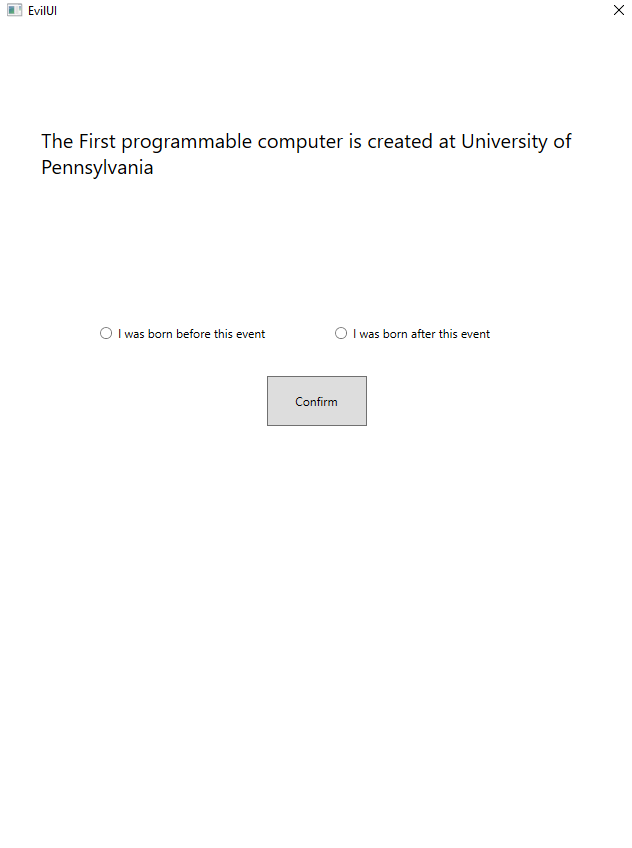 EvilUI
The First programmable computer is created at University of
Pennsylvania
I was born before this event
I was born after this event
Confirm